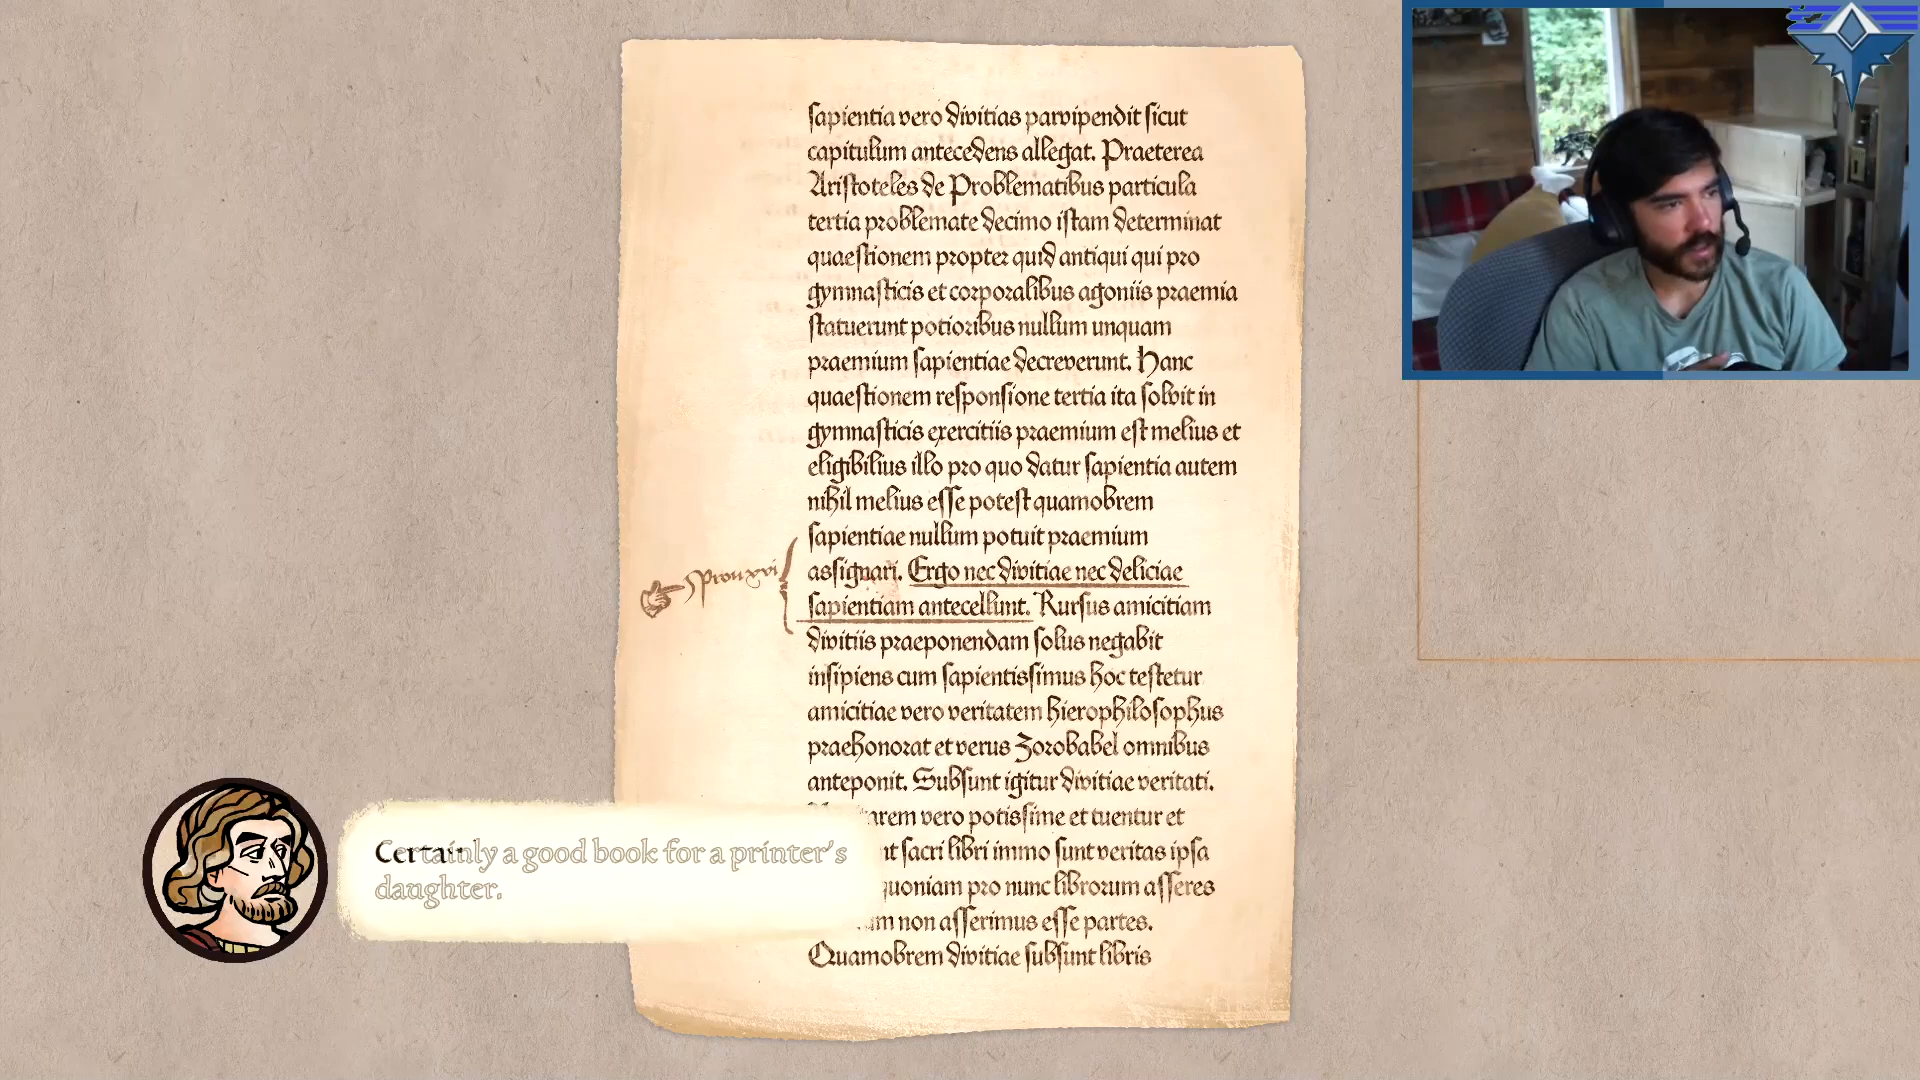 sapientia vero divitias parvipendit sicut
capitulum antecedens allegat. Praeterea
Aristoteles de Problematibus particula
tertia problemate decimo istam determinat
quaestionem propter quid antiqui qui pro
gymnasticis et corporalibus agoniis praemia
statuerunt potioribus nullum unquam
praemium sapientiae decreverunt. Hanc
quaestionem responsione tertia ita solvit in
gymnasticis exercitiis praemium est melius et
eligibilius illo pro quo datur sapientia autem
nihil melius esse potest quamobrem
sapientiae nullum potuit praemium
assignari. Ergo nec divitiae nec deliciae
sapientiam antecellunt. Rursus amicitiam
divitiis praeponendam solus negabit
insipiens cum sapientissimus hoc testetur
amicitiae vero veritatem hierophilosophus
praehonorat et verus Zorobabel omnibus
anteponit. Subsunt igitur divitiae veritati.
vero potissime et tuentur et
sacri libri immo sunt veritas ipsa
quoniam pro nunc librorum asseres
non asserimus esse partes.
Quamobrem divitiae subsunt libris
Certainly a good book for a printer's
daughter.